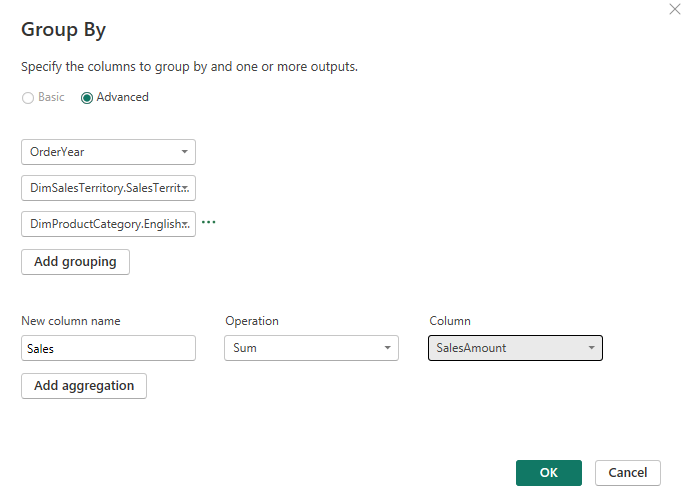 Group By
Specify the columns to group by and one or more outputs.
Basic Advanced
OrderYear
DimSalesTerritory.SalesTerrit...
DimProductCategory.English...
Add grouping
New column name Operation Column
Sales Sum SalesAmount
Add aggregation
OK Cancel